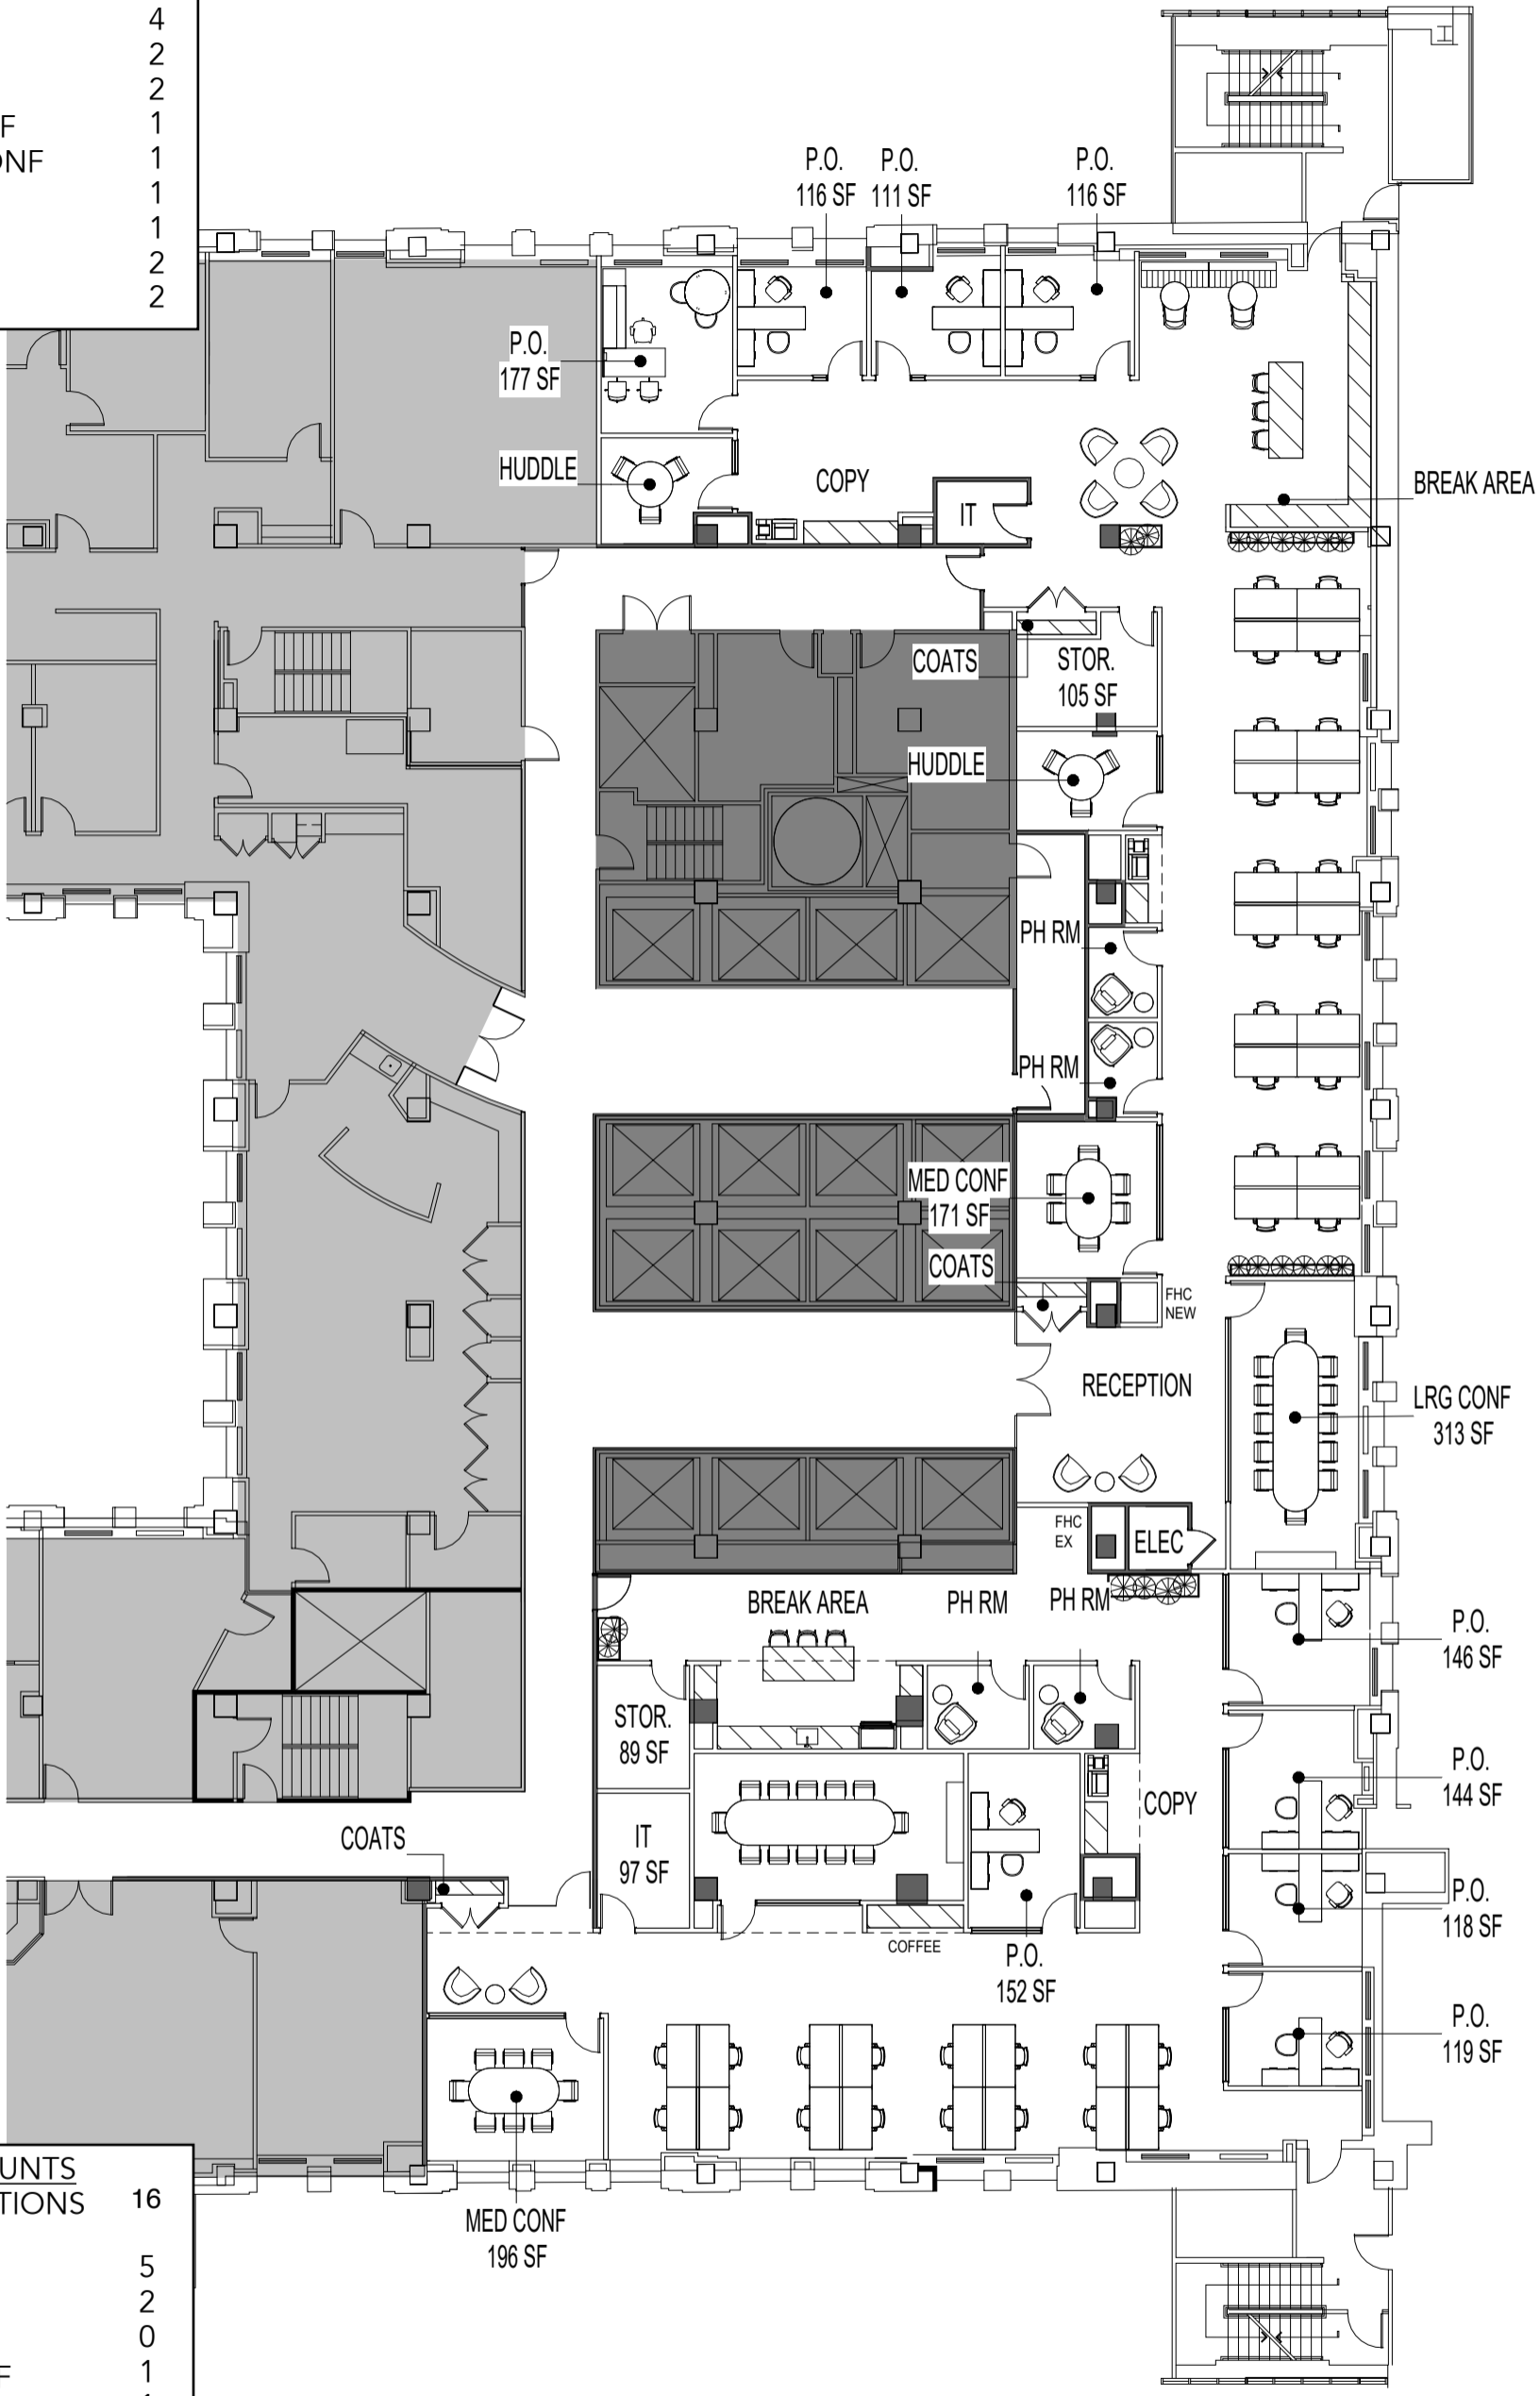 4
2
2
F 1
ONF 1
1
1
2
2
P.O.
116 SF
P.O.
111 SF
P.O.
116 SF
P.O.
177 SF
HUDDLE
COPY
IT
BREAK AREA
COATS
STOR.
105 SF
HUDDLE
PH RM
PH RM
MED CONF
171 SF
COATS
FHC
NEW
RECEPTION
LRG CONF
313 SF
FHC
EX
ELEC
BREAK AREA
PH RM
PH RM
P.O.
146 SF
STOR.
89 SF
P.O.
144 SF
COPY
IT
97 SF
COATS
P.O.
118 SF
COFFEE
P.O.
152 SF
P.O.
119 SF
MED CONF
196 SF
UNTS
TIONS 16
5
2
0
1